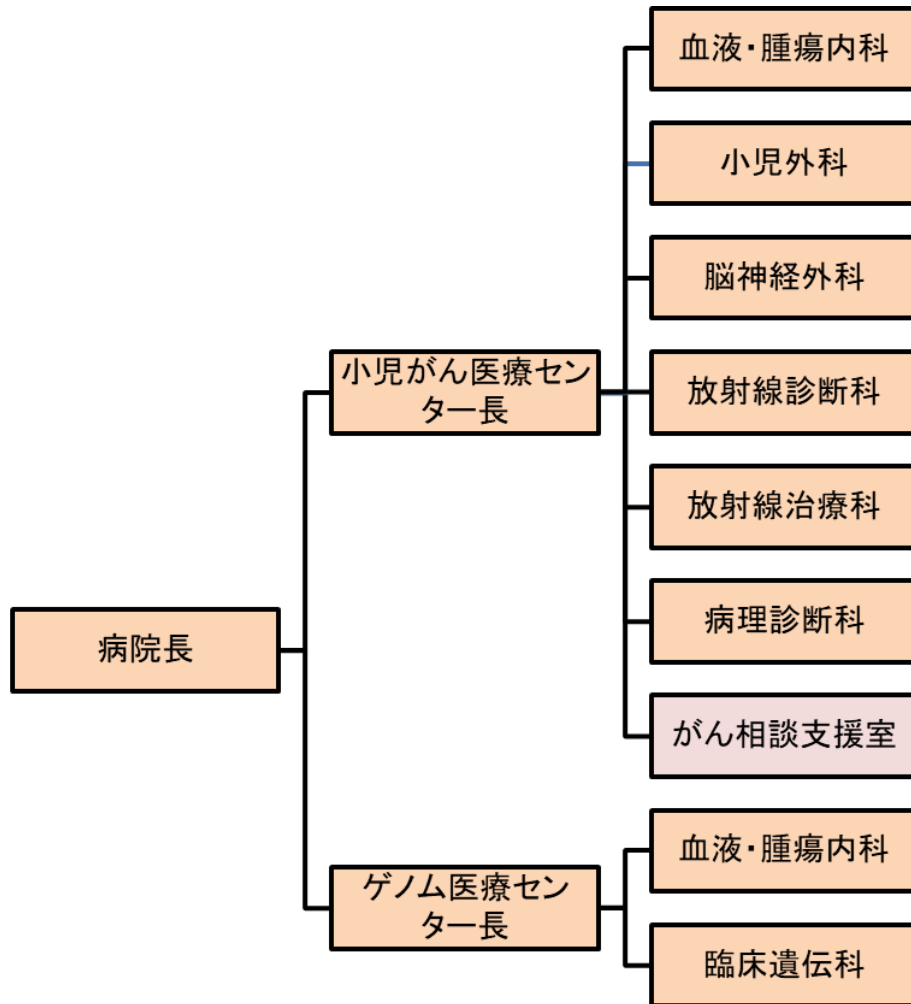 血液・腫瘍内科
小児外科
脳神経外科
小児がん医療セン
ター長
放射線診断科
放射線治療科
病院長
病理診断科
がん相談支援室
血液・腫瘍内科
ゲノム医療セン
ター長
臨床遺伝科